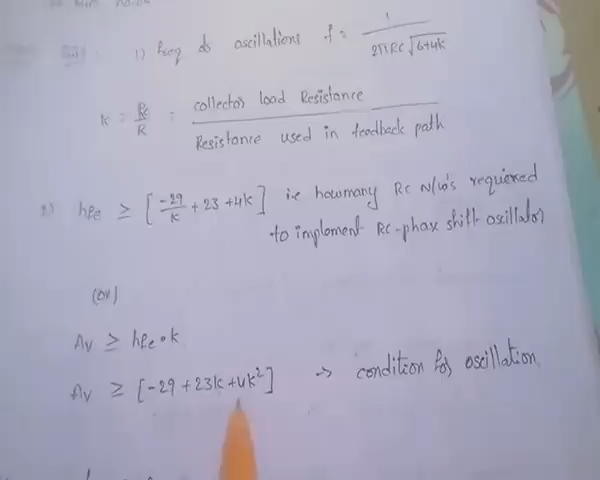 1) freq of oscillations f = 1 / 2πRC√6+4K
K = Rc/R = collector load Resistance / Resistance used in feedback path
2) hfe ≥ [-29/K + 23 + 4K] i.e howmany RC N/w's required
to implement RC-phase shift oscillator
(or)
Av ≥ hfe•k
Av ≥ [-29 + 23k + 4k²] → condition for oscillation